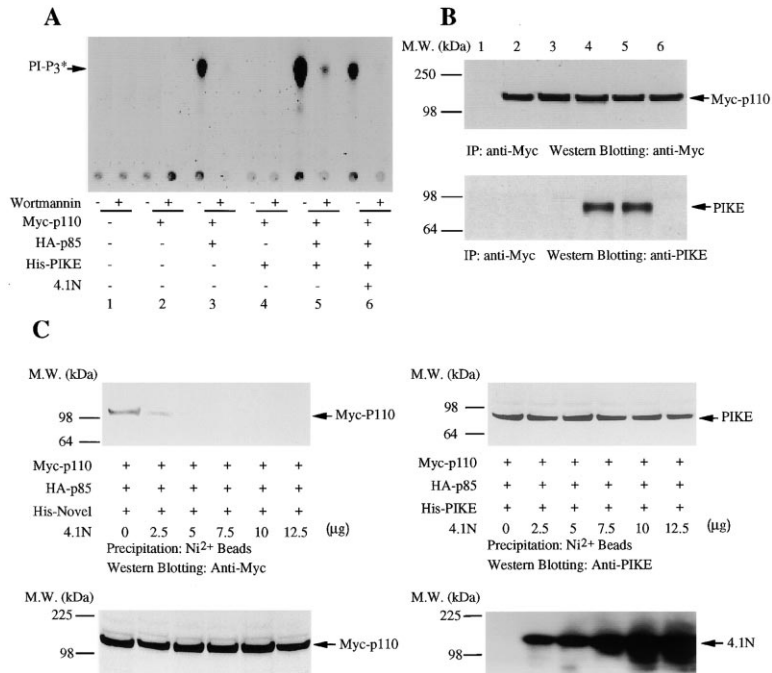 A
PI-P3*
Wortmannin - + - + - + - + - + - +
Myc-p110 - + + + + +
HA-p85 - - + - + +
His-PIKE - - - + + +
4.1N - - - - - +
1 2 3 4 5 6
B
M.W. (kDa) 1 2 3 4 5 6
250
98
Myc-p110
IP: anti-Myc Western Blotting: anti-Myc
98
64
PIKE
IP: anti-Myc Western Blotting: anti-PIKE
C
M.W. (kDa)
98
64
Myc-P110
Myc-p110 + + + + + +
HA-p85 + + + + + +
His-Novel + + + + + +
4.1N 0 2.5 5 7.5 10 12.5 (μg)
Precipitation: Ni2+ Beads
Western Blotting: Anti-Myc
M.W. (kDa)
225
98
Myc-p110
M.W. (kDa)
98
64
PIKE
Myc-p110 + + + + + +
HA-p85 + + + + + +
His-PIKE + + + + + +
4.1N 0 2.5 5 7.5 10 12.5 (μg)
Precipitation: Ni2+ Beads
Western Blotting: Anti-PIKE
M.W. (kDa)
225
98
4.1N